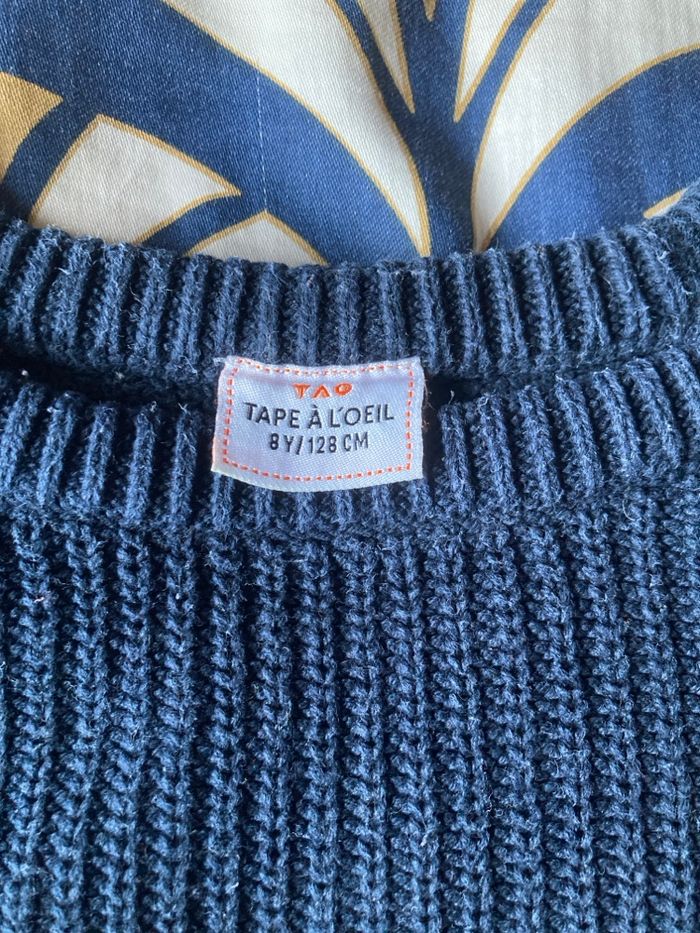 TAO
TAPE À L'OEIL
8Y/128 CM